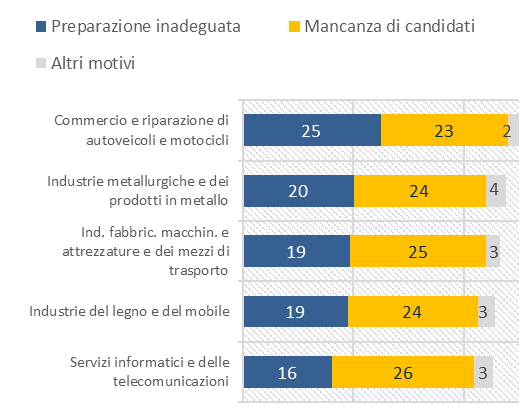 Preparazione inadeguata
Mancanza di candidati
Altri motivi
Commercio e riparazione di
autoveicoli e motocicli
25 23 2
Industrie metallurgiche e dei
prodotti in metallo
20 24 4
Ind. fabbric. macchin. e
attrezzature e dei mezzi di
trasporto
19 25 3
Industrie del legno e del mobile
19 24 3
Servizi informatici e delle
telecomunicazioni
16 26 3